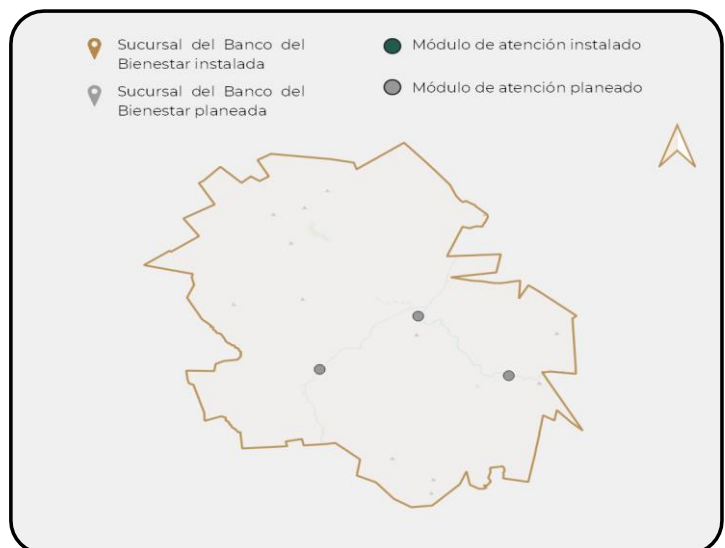 Sucursal del Banco del
Bienestar instalada
Sucursal del Banco del
Bienestar planeada
Módulo de atención instalado
Módulo de atención planeado